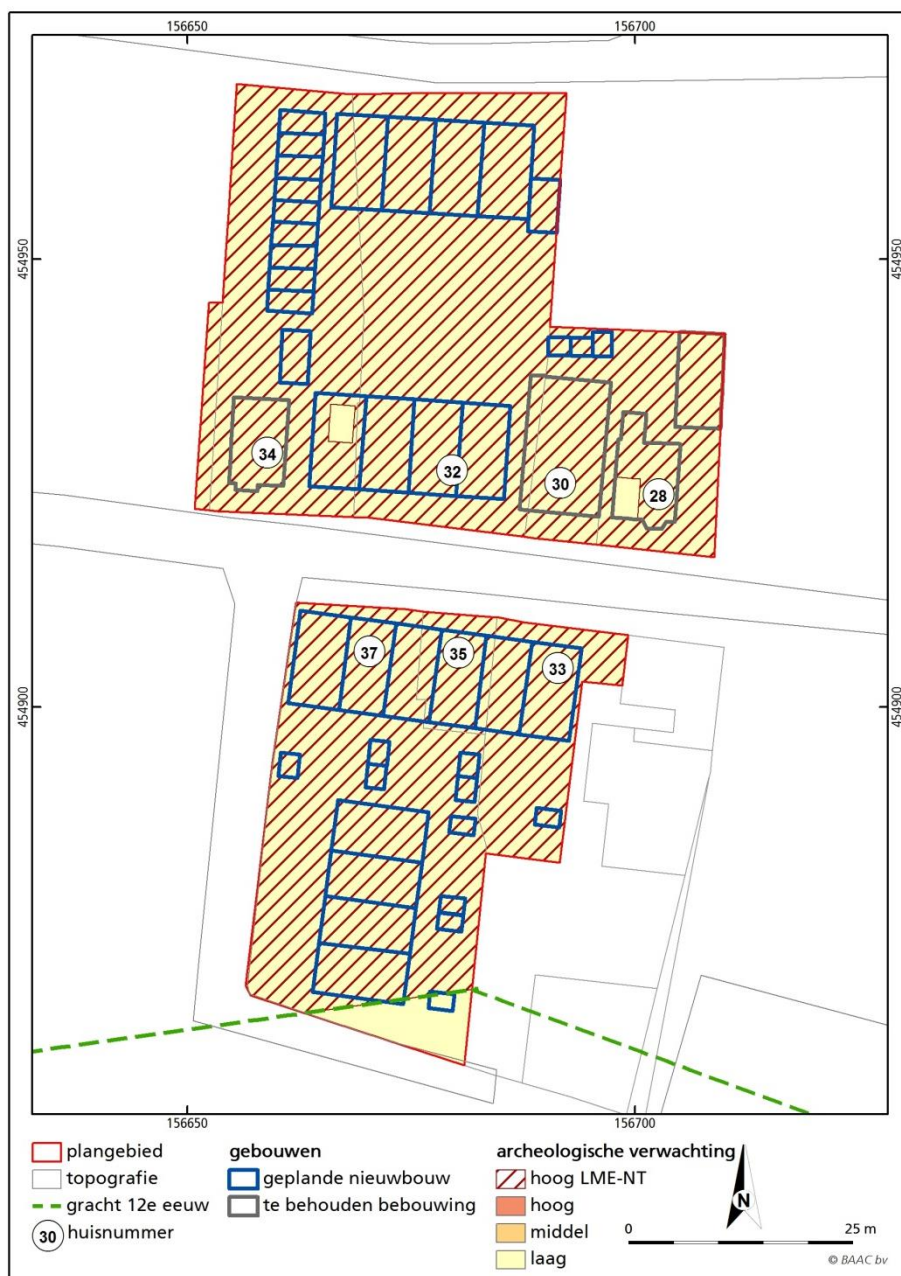 156650
156700
454950
454950
34
32
30
28
37
35
33
454900
454900
156650
156700
plangebied
topografie
gracht 12e eeuw
30 huisnummer
gebouwen
geplande nieuwbouw
te behouden bebouwing
archeologische verwachting
hoog LME-NT
hoog
middel
laag
N
0 25 m
© BAAC bv